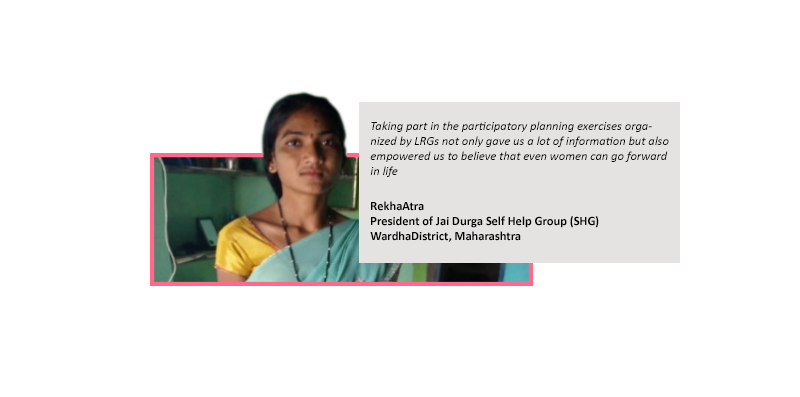 Taking part in the participatory planning exercises orga-
nized by LRGs not only gave us a lot of information but also
empowered us to believe that even women can go forward
in life
RekhaAtra
President of Jai Durga Self Help Group (SHG)
WardhaDistrict, Maharashtra